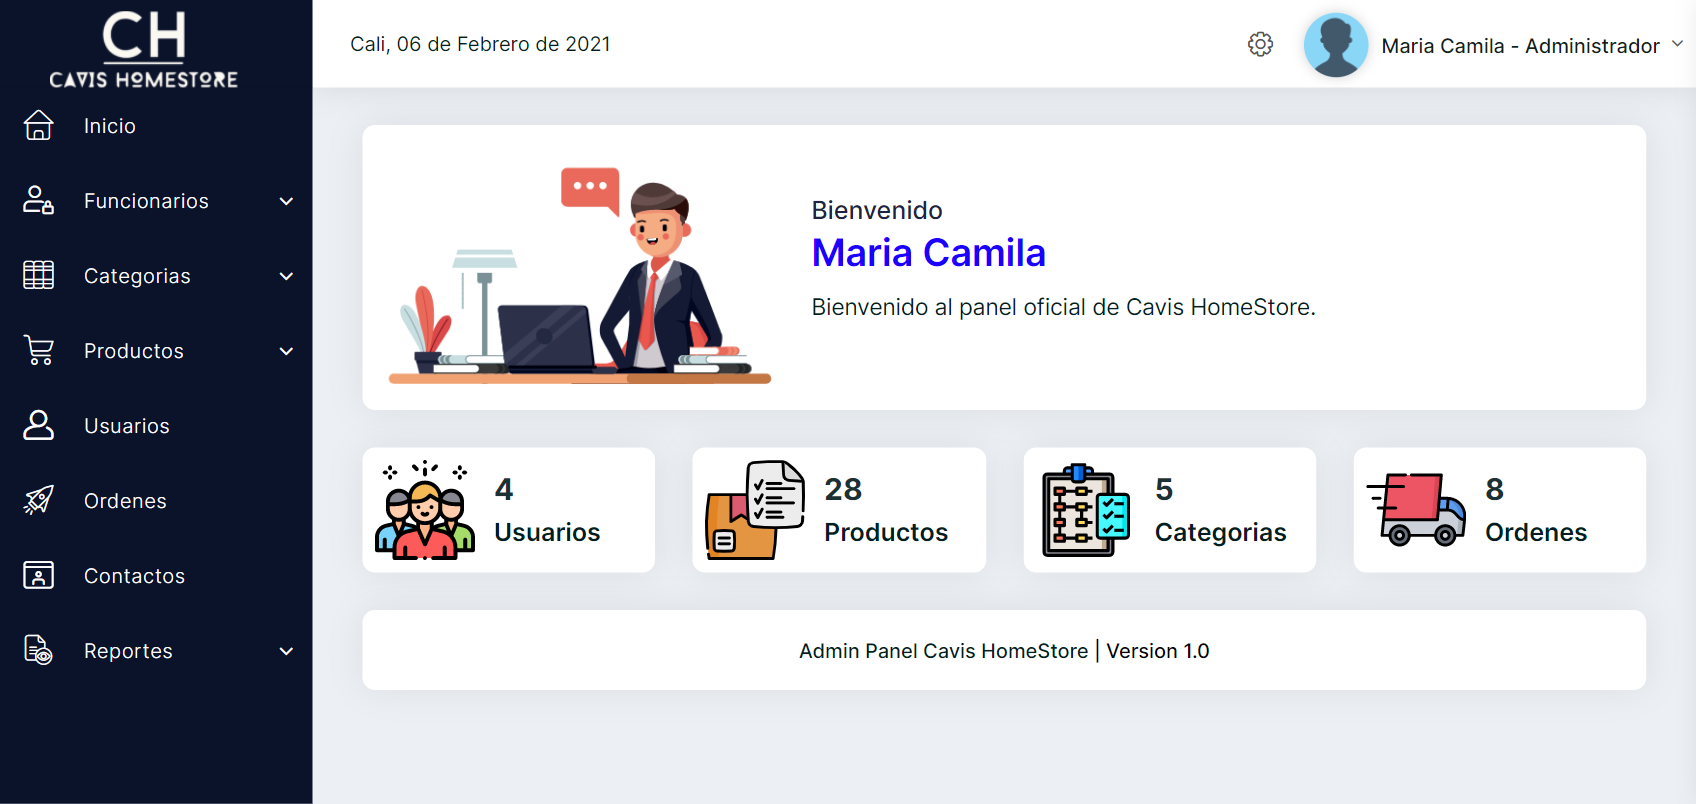 CH
CAVIS HOMESTORE
Inicio
Funcionarios
Categorias
Productos
Usuarios
Ordenes
Contactos
Reportes
Cali, 06 de Febrero de 2021
Maria Camila - Administrador
Bienvenido
Maria Camila
Bienvenido al panel oficial de Cavis HomeStore.
4
Usuarios
28
Productos
5
Categorias
8
Ordenes
Admin Panel Cavis HomeStore | Version 1.0